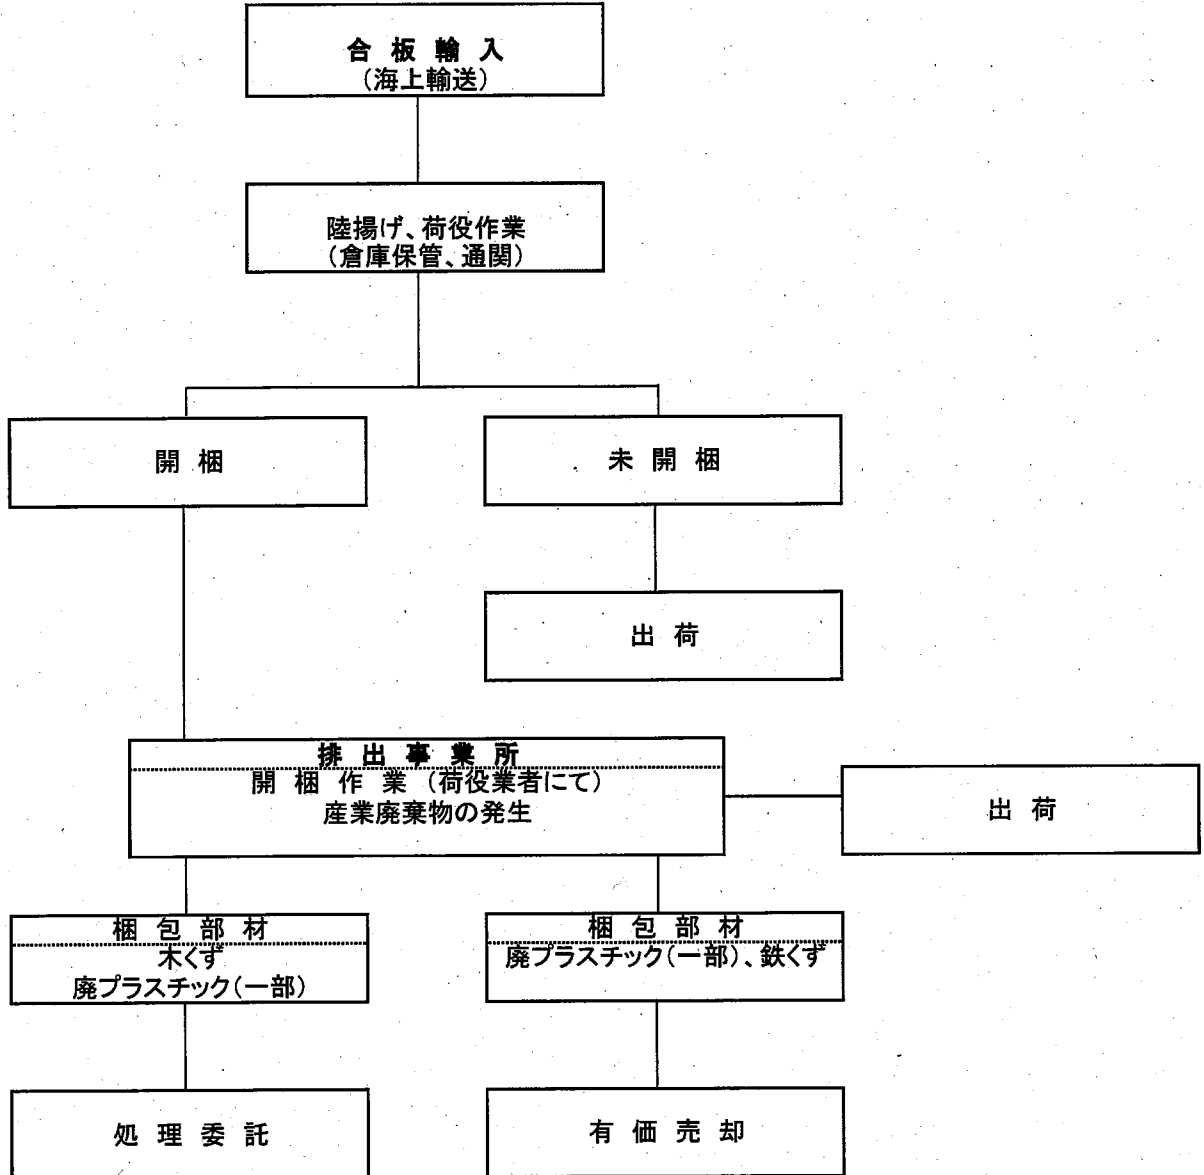 合板輸入
(海上輸送)
陸揚げ、荷役作業
(倉庫保管、通関)
開梱
未開梱
出荷
排出事業所
開梱作業(荷役業者にて)
産業廃棄物の発生
出荷
梱包部材
木くず
廃プラスチック(一部)
梱包部材
廃プラスチック(一部)、鉄くず
処理委託
有価売却